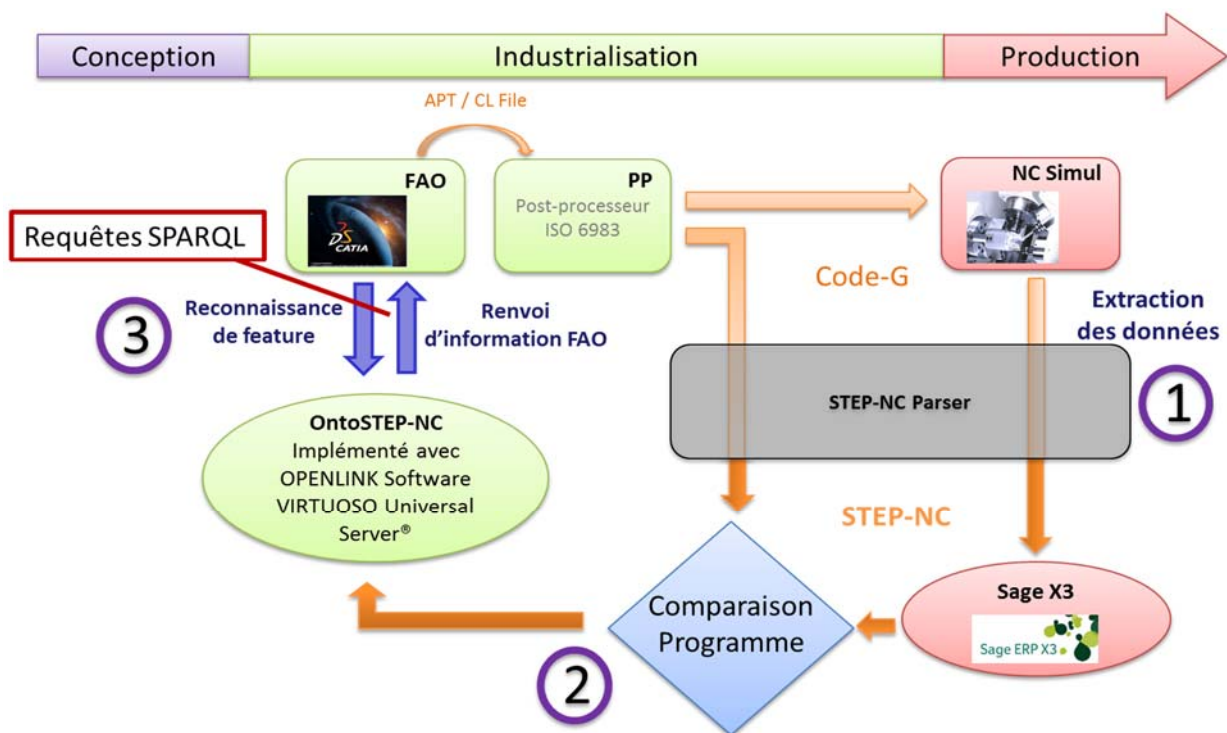 Conception
Industrialisation
Production
APT / CL File
FAO
DS
CATIA
PP
Post-processeur
ISO 6983
NC Simul
Requêtes SPARQL
Code-G
3
Reconnaissance
de feature
Renvoi
d’information FAO
Extraction
des données
1
STEP-NC Parser
OntoSTEP-NC
Implémenté avec
OPENLINK Software
VIRTUOSO Universal
Server®
STEP-NC
Comparaison
Programme
Sage X3
Sage ERP X3
2